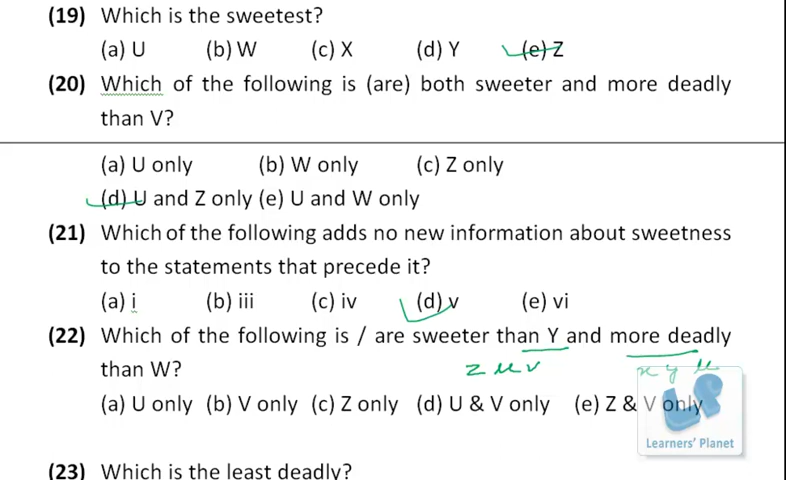 (19) Which is the sweetest?
(a) U (b) W (c) X (d) Y (e) Z
(20) Which of the following is (are) both sweeter and more deadly
than V?
(a) U only (b) W only (c) Z only
(d) U and Z only (e) U and W only
(21) Which of the following adds no new information about sweetness
to the statements that precede it?
(a) i (b) iii (c) iv (d) v (e) vi
(22) Which of the following is / are sweeter than Y and more deadly
than W? z u v x y u
(a) U only (b) V only (c) Z only (d) U & V only (e) Z & V only
LP
Learners' Planet
(23) Which is the least deadly?